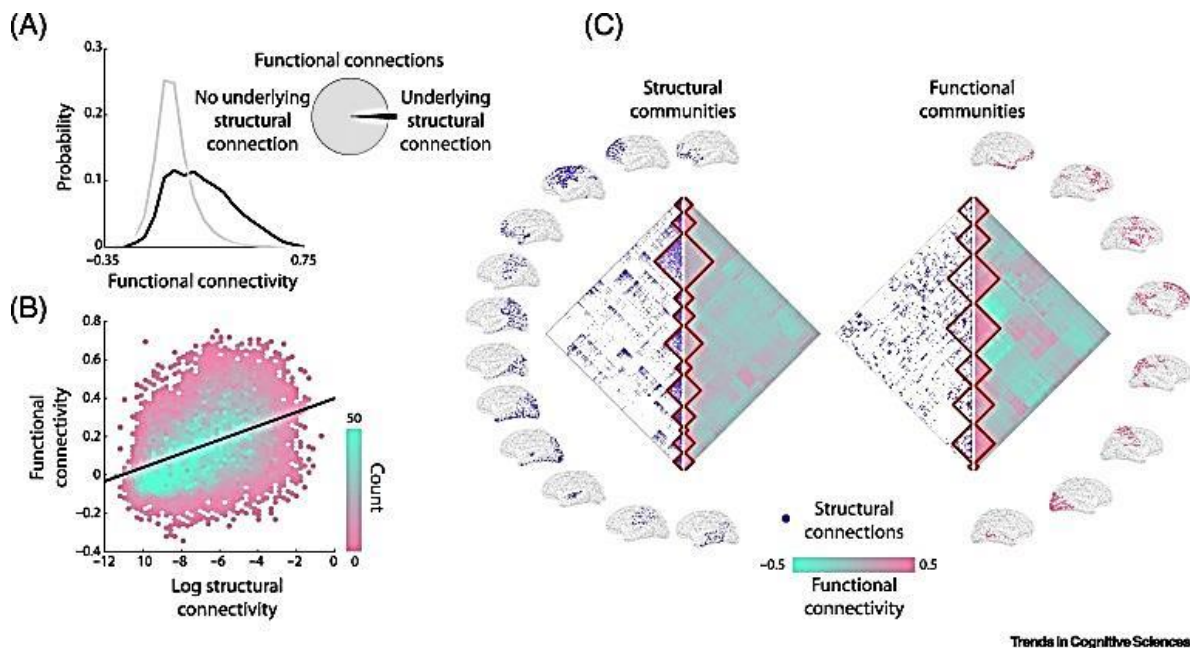 (A)
0.3
0.2
0.1
0
Probability
−0.35
0.75
Functional connectivity
Functional connections
No underlying
structural
connection
Underlying
structural
connection
(B)
0.8
0.6
0.4
0.2
0
−0.2
−0.4
Functional
connectivity
−12
10
−8
−6
−4
−2
0
Log structural
connectivity
50
0
Count
(C)
Structural
communities
Functional
communities
Structural
connections
−0.5
0.5
Functional
connectivity
Trends in Cognitive Sciences